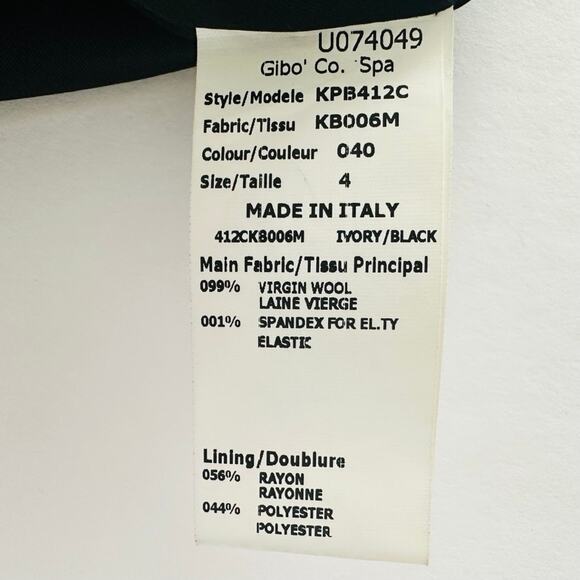 U074049
Gibo' Co. Spa
Style/Modele KPB412C
Fabric/Tissu KB006M
Colour/Couleur 040
Size/Taille 4
MADE IN ITALY
412CKB006M IVORY/BLACK
Main Fabric/Tissu Principal
099% VIRGIN WOOL
LAINE VIERGE
001% SPANDEX FOR EL.TY
ELASTIK
Lining/Doublure
056% RAYON
RAYONNE
044% POLYESTER
POLYESTER